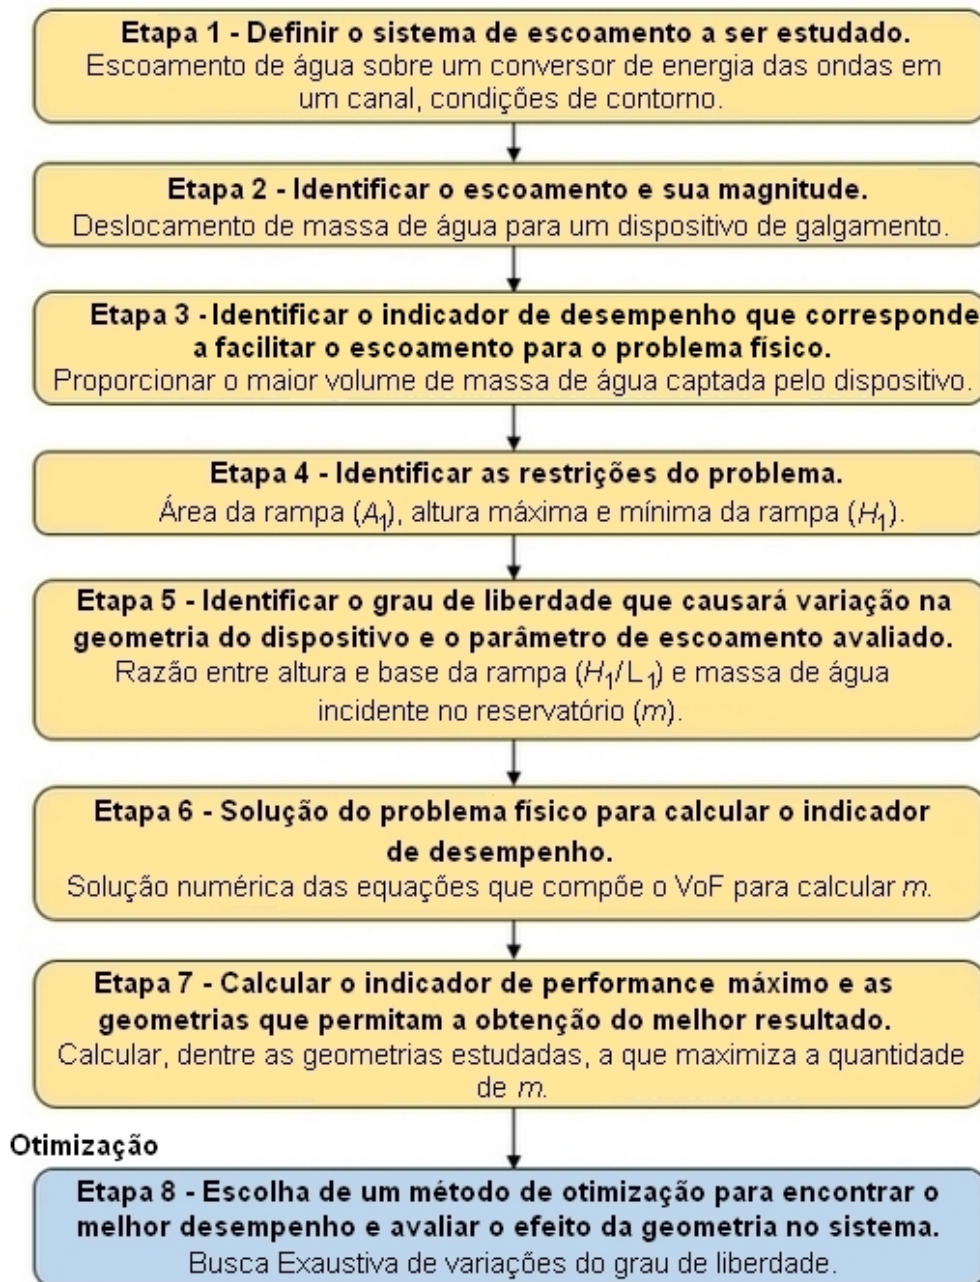 Etapa 1 - Definir o sistema de escoamento a ser estudado.
Escoamento de água sobre um conversor de energia das ondas em
um canal, condições de contorno.
Etapa 2 - Identificar o escoamento e sua magnitude.
Deslocamento de massa de água para um dispositivo de galgamento.
Etapa 3 - Identificar o indicador de desempenho que corresponde
a facilitar o escoamento para o problema físico.
Proporcionar o maior volume de massa de água captada pelo dispositivo.
Etapa 4 - Identificar as restrições do problema.
Área da rampa (A₁), altura máxima e mínima da rampa (H₁).
Etapa 5 - Identificar o grau de liberdade que causará variação na
geometria do dispositivo e o parâmetro de escoamento avaliado.
Razão entre altura e base da rampa (H₁/L₁) e massa de água
incidente no reservatório (m).
Etapa 6 - Solução do problema físico para calcular o indicador
de desempenho.
Solução numérica das equações que compõe o VoF para calcular m.
Etapa 7 - Calcular o indicador de performance máximo e as
geometrias que permitam a obtenção do melhor resultado.
Calcular, dentre as geometrias estudadas, a que maximiza a quantidade
de m.
Otimização
Etapa 8 - Escolha de um método de otimização para encontrar o
melhor desempenho e avaliar o efeito da geometria no sistema.
Busca Exaustiva de variações do grau de liberdade.